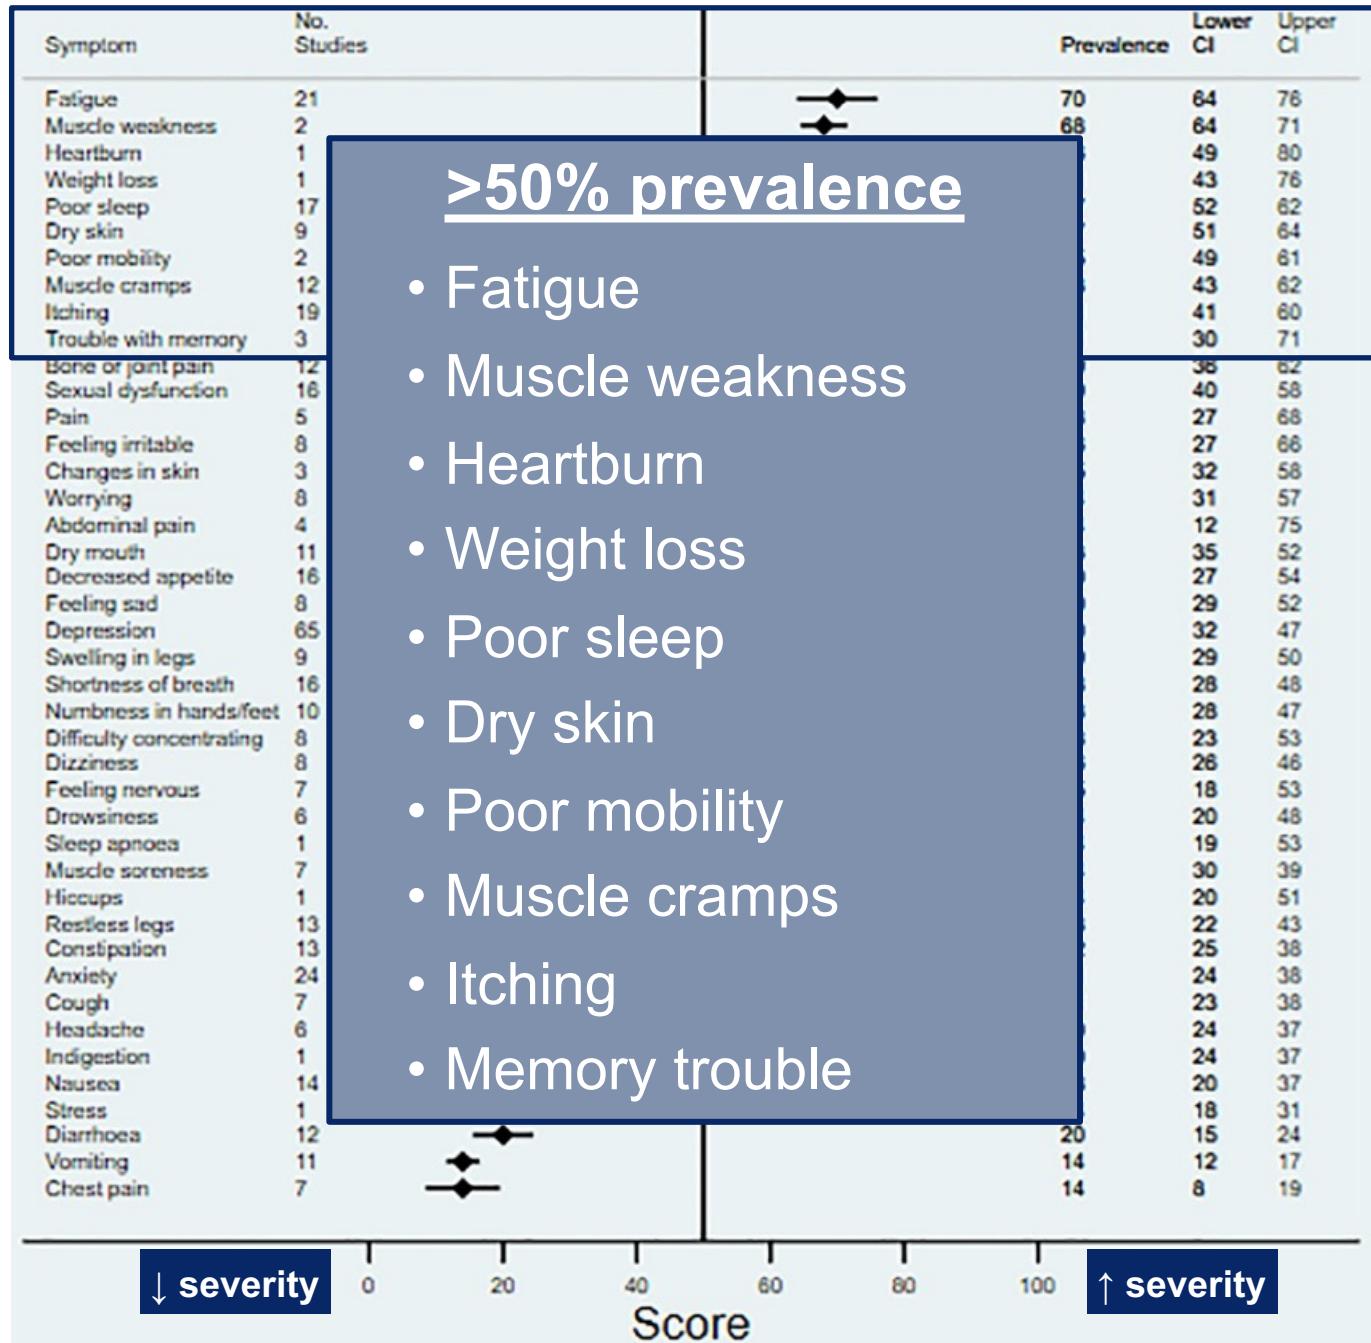 Symptom No. Studies Prevalence Lower CI Upper CI
Fatigue 21 70 64 76
Muscle weakness 2 68 64 71
Heartburn 1 49 80
Weight loss 1 43 76
Poor sleep 17 52 62
Dry skin 9 51 64
Poor mobility 2 49 61
Muscle cramps 12 43 62
Itching 19 41 60
Trouble with memory 3 30 71
Bone or joint pain 12 38 62
Sexual dysfunction 16 40 58
Pain 5 27 68
Feeling irritable 8 27 66
Changes in skin 3 32 58
Worrying 8 31 57
Abdominal pain 4 12 75
Dry mouth 11 35 52
Decreased appetite 16 27 54
Feeling sad 8 29 52
Depression 65 32 47
Swelling in legs 9 29 50
Shortness of breath 16 28 48
Numbness in hands/feet 10 28 47
Difficulty concentrating 8 23 53
Dizziness 8 26 46
Feeling nervous 7 18 53
Drowsiness 6 20 48
Sleep apnoea 1 19 53
Muscle soreness 7 30 39
Hiccups 1 20 51
Restless legs 13 22 43
Constipation 13 25 38
Anxiety 24 24 38
Cough 7 23 38
Headache 6 24 37
Indigestion 1 24 37
Nausea 14 20 37
Stress 1 18 31
Diarrhoea 12 20 15 24
Vomiting 11 14 12 17
Chest pain 7 14 8 19
>50% prevalence
• Fatigue
• Muscle weakness
• Heartburn
• Weight loss
• Poor sleep
• Dry skin
• Poor mobility
• Muscle cramps
• Itching
• Memory trouble
↓ severity 0 20 40 60 80 100 ↑ severity
Score